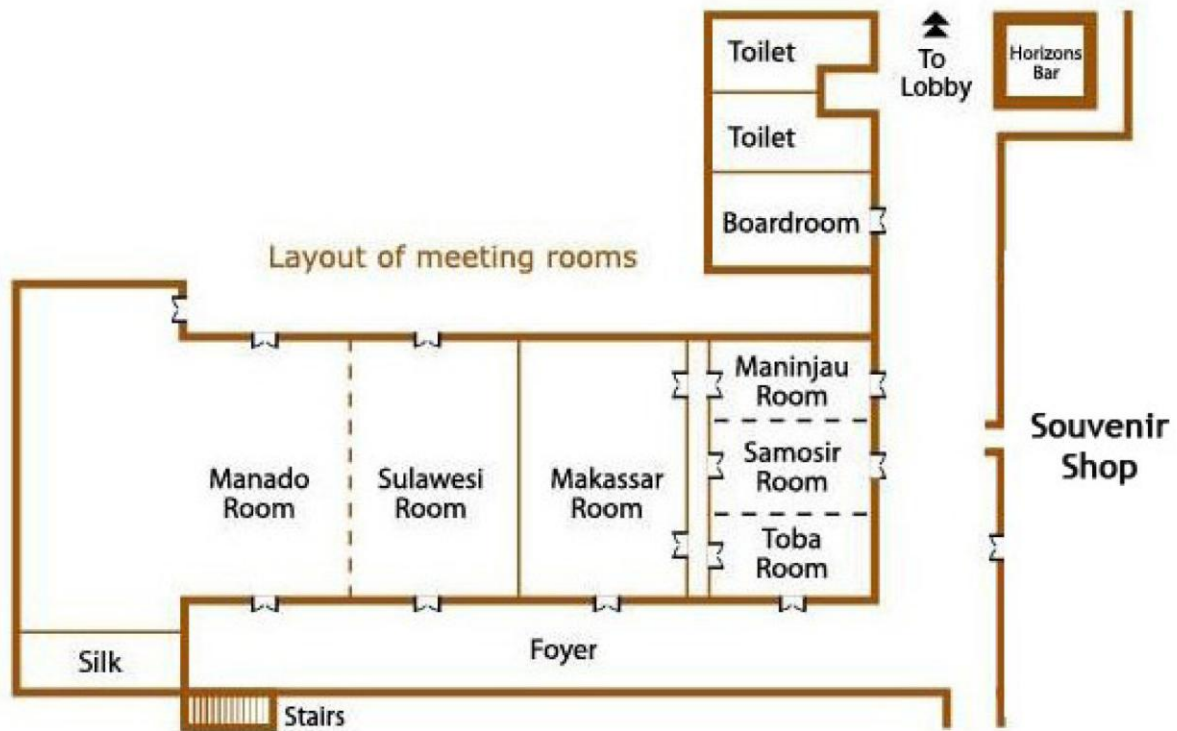 Toilet
To
Lobby
Horizons
Bar
Toilet
Boardroom
Layout of meeting rooms
Maninjau
Room
Souvenir
Shop
Manado
Room
Sulawesi
Room
Makassar
Room
Samosir
Room
Toba
Room
Foyer
Silk
Stairs